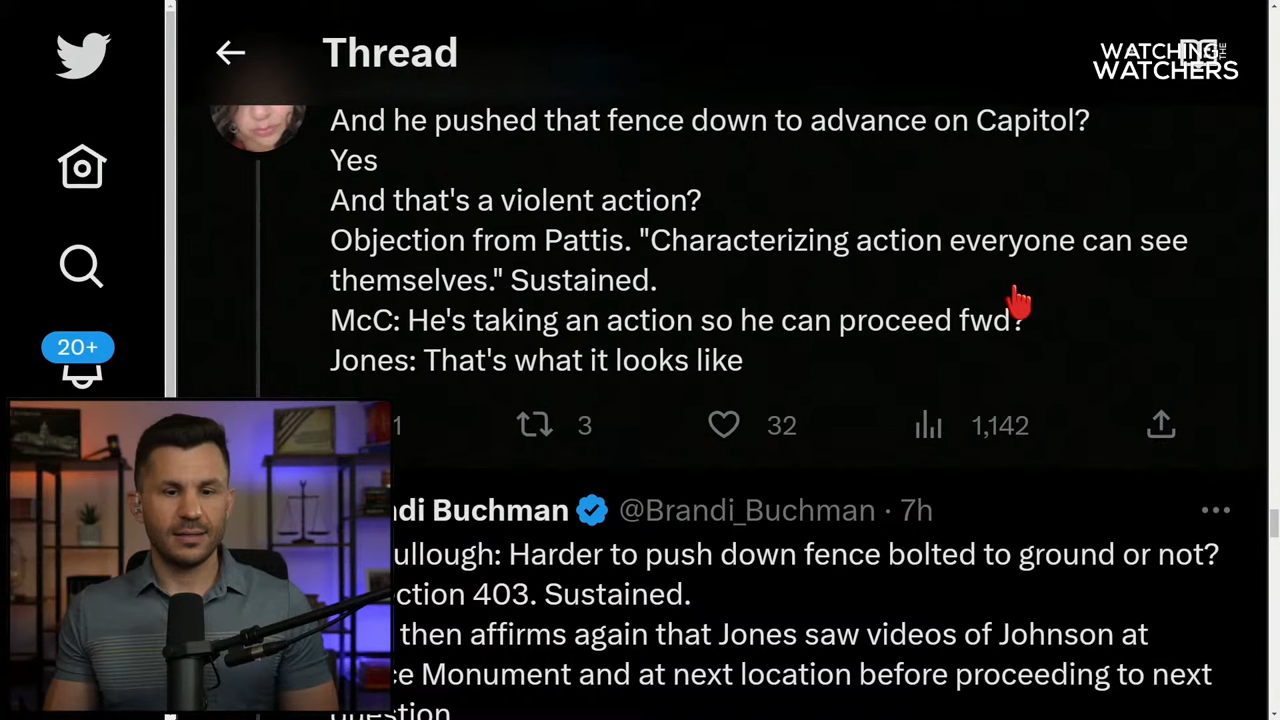 Thread
WATCHING THE
WATCHERS
And he pushed that fence down to advance on Capitol?
Yes
And that's a violent action?
Objection from Pattis. "Characterizing action everyone can see
themselves." Sustained.
McC: He's taking an action so he can proceed fwd?
Jones: That's what it looks like
20+
1 3 32 1,142
di Buchman @Brandi_Buchman · 7h
ullough: Harder to push down fence bolted to ground or not?
ction 403. Sustained.
then affirms again that Jones saw videos of Johnson at
ce Monument and at next location before proceeding to next
question